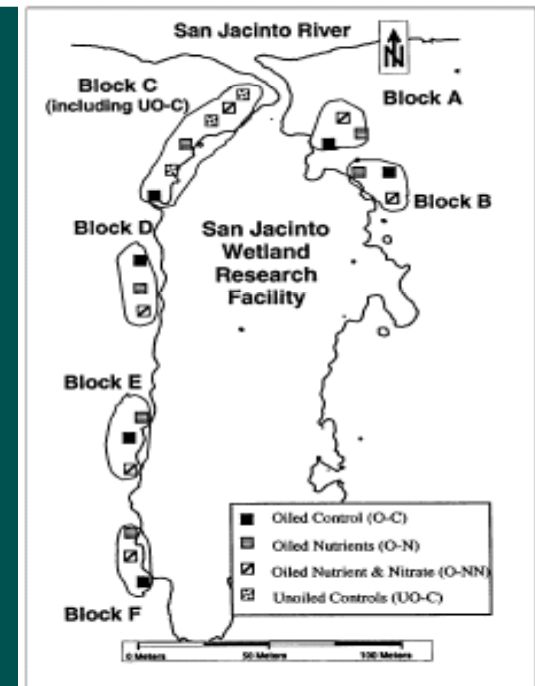 San Jacinto River
N
Block C
(including UO-C)
Block A
Block B
Block D
San Jacinto
Wetland
Research
Facility
Block E
Block F
Oiled Control (O-C)
Oiled Nutrients (O-N)
Oiled Nutrient & Nitrate (O-NN)
Unoiled Controls (UO-C)
0 Meters 50 Meters 100 Meters